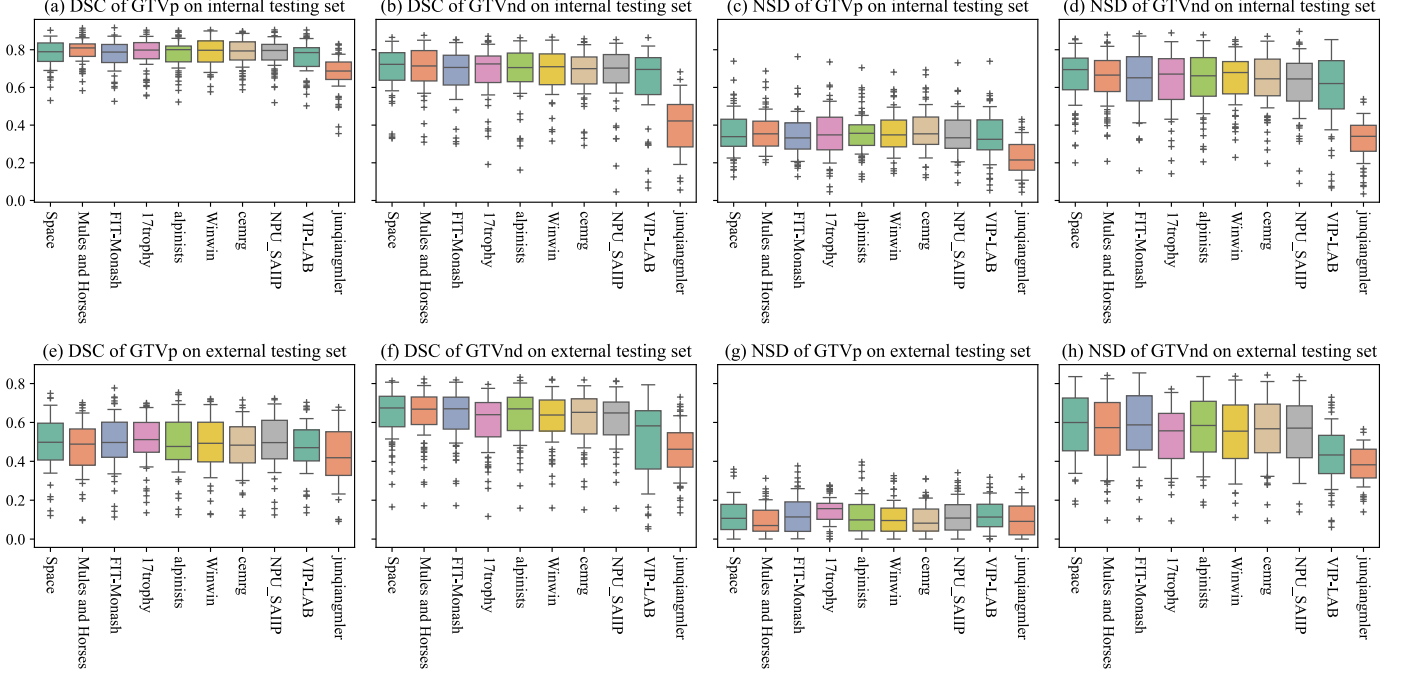 (a) DSC of GTVp on internal testing set
(b) DSC of GTVnd on internal testing set
(c) NSD of GTVp on internal testing set
(d) NSD of GTVnd on internal testing set
0.8
0.6
0.4
0.2
0.0
Space
Mules and Horses
FIT-Monash
17trophy
alpinists
Winwin
cemrg
NPU_SAIIP
VIP-LAB
junqiangmler
Space
Mules and Horses
FIT-Monash
17trophy
alpinists
Winwin
cemrg
NPU_SAIIP
VIP-LAB
junqiangmler
Space
Mules and Horses
FIT-Monash
17trophy
alpinists
Winwin
cemrg
NPU_SAIIP
VIP-LAB
junqiangmler
Space
Mules and Horses
FIT-Monash
17trophy
alpinists
Winwin
cemrg
NPU_SAIIP
VIP-LAB
junqiangmler
(e) DSC of GTVp on external testing set
(f) DSC of GTVnd on external testing set
(g) NSD of GTVp on external testing set
(h) NSD of GTVnd on external testing set
0.8
0.6
0.4
0.2
0.0
Space
Mules and Horses
FIT-Monash
17trophy
alpinists
Winwin
cemrg
NPU_SAIIP
VIP-LAB
junqiangmler
Space
Mules and Horses
FIT-Monash
17trophy
alpinists
Winwin
cemrg
NPU_SAIIP
VIP-LAB
junqiangmler
Space
Mules and Horses
FIT-Monash
17trophy
alpinists
Winwin
cemrg
NPU_SAIIP
VIP-LAB
junqiangmler
Space
Mules and Horses
FIT-Monash
17trophy
alpinists
Winwin
cemrg
NPU_SAIIP
VIP-LAB
junqiangmler